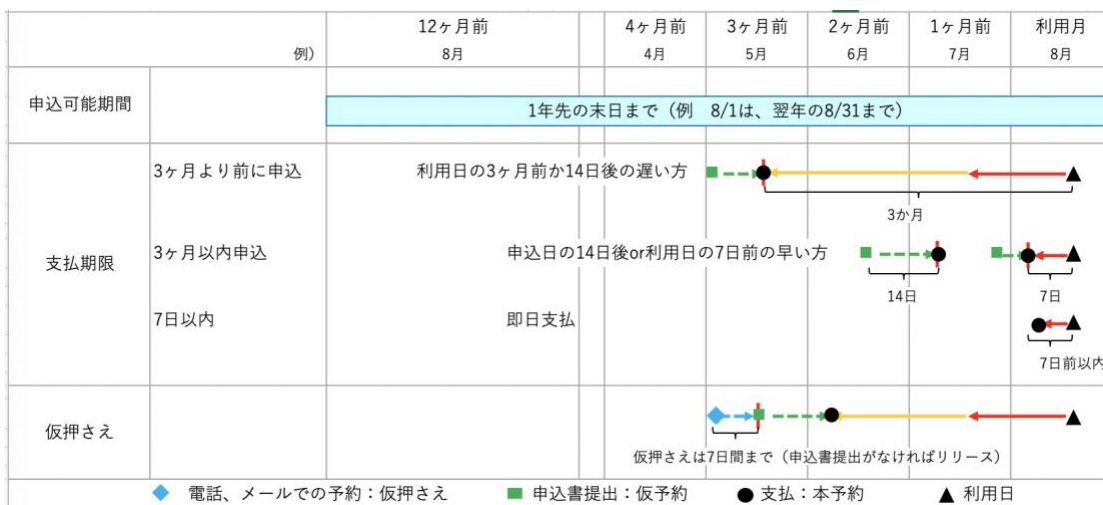 12ヶ月前 4ヶ月前 3ヶ月前 2ヶ月前 1ヶ月前 利用月
例） 8月 4月 5月 6月 7月 8月
申込可能期間
1年先の末日まで（例　8/1は、翌年の8/31まで）
3ヶ月より前に申込 利用日の3ヶ月前か14日後の遅い方
3か月
支払期限
3ヶ月以内申込 申込日の14日後or利用日の7日前の早い方
14日 7日
7日以内 即日支払
7日前以内
仮押さえ
仮押さえは7日間まで（申込書提出がなければリリース）
電話、メールでの予約：仮押さえ 申込書提出：仮予約 支払：本予約 利用日